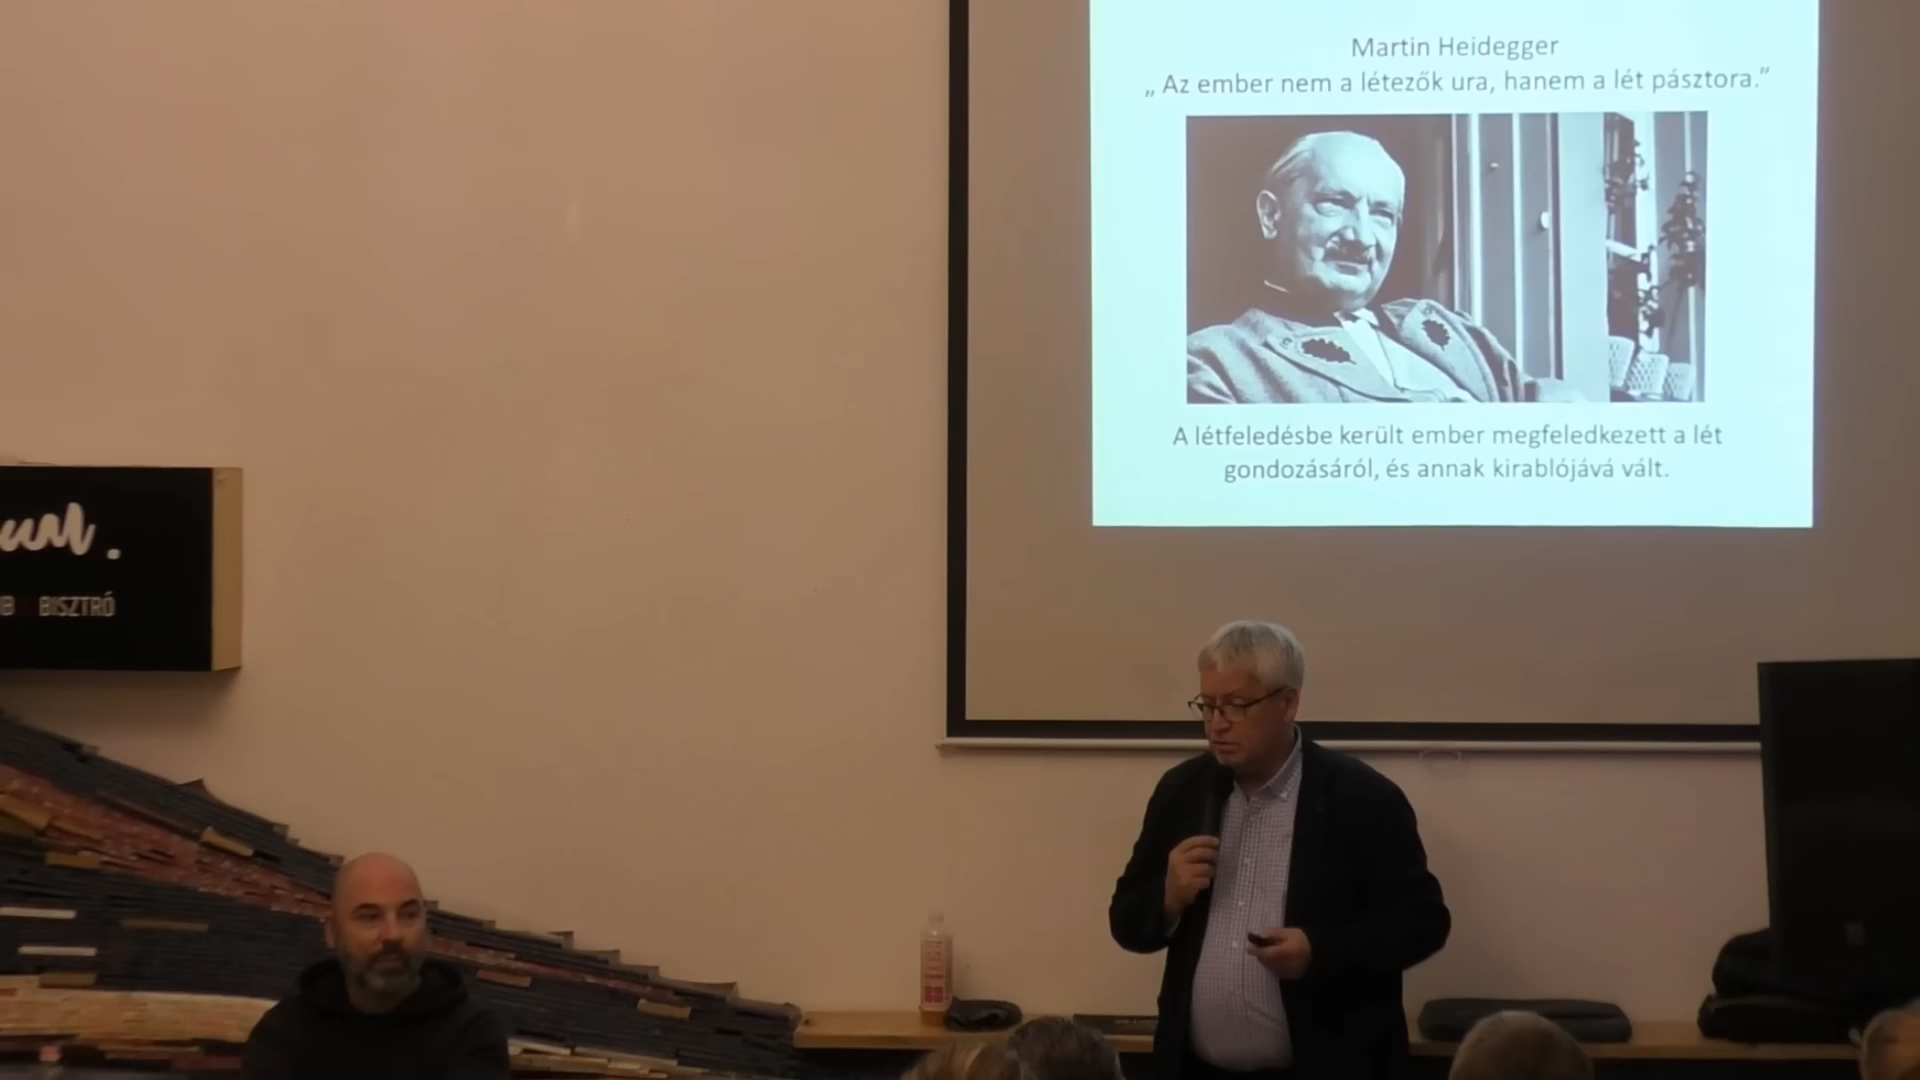 Martin Heidegger
„ Az ember nem a létezők ura, hanem a lét pásztora.”
A létfeledésbe került ember megfeledkezett a lét
gondozásáról, és annak kirablójává vált.
BISZTRÓ